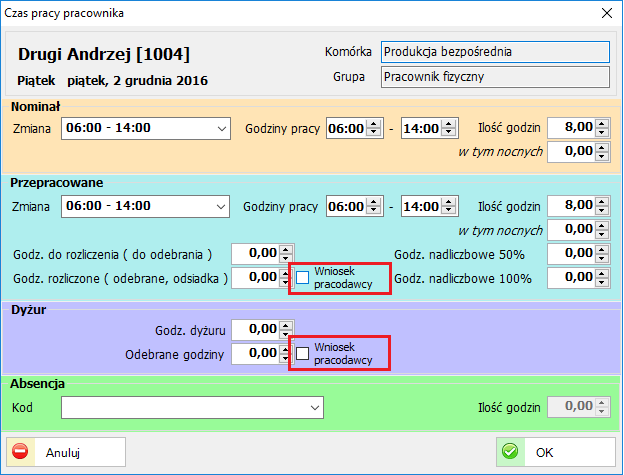 Czas pracy pracownika
Drugi Andrzej [1004]
Komórka Produkcja bezpośrednia
Piątek piątek, 2 grudnia 2016
Grupa Pracownik fizyczny
Nominał
Zmiana 06:00 - 14:00 Godziny pracy 06:00 - 14:00 Ilość godzin 8,00
w tym nocnych 0,00
Przepracowane
Zmiana 06:00 - 14:00 Godziny pracy 06:00 - 14:00 Ilość godzin 8,00
w tym nocnych 0,00
Godz. do rozliczenia ( do odebrania ) 0,00 Godz. nadliczbowe 50% 0,00
Godz. rozliczone ( odebrane, odsiadka ) 0,00 Wniosek pracodawcy Godz. nadliczbowe 100% 0,00
Dyżur
Godz. dyżuru 0,00
Odebrane godziny 0,00 Wniosek pracodawcy
Absencja
Kod Ilość godzin 0,00
Anuluj OK